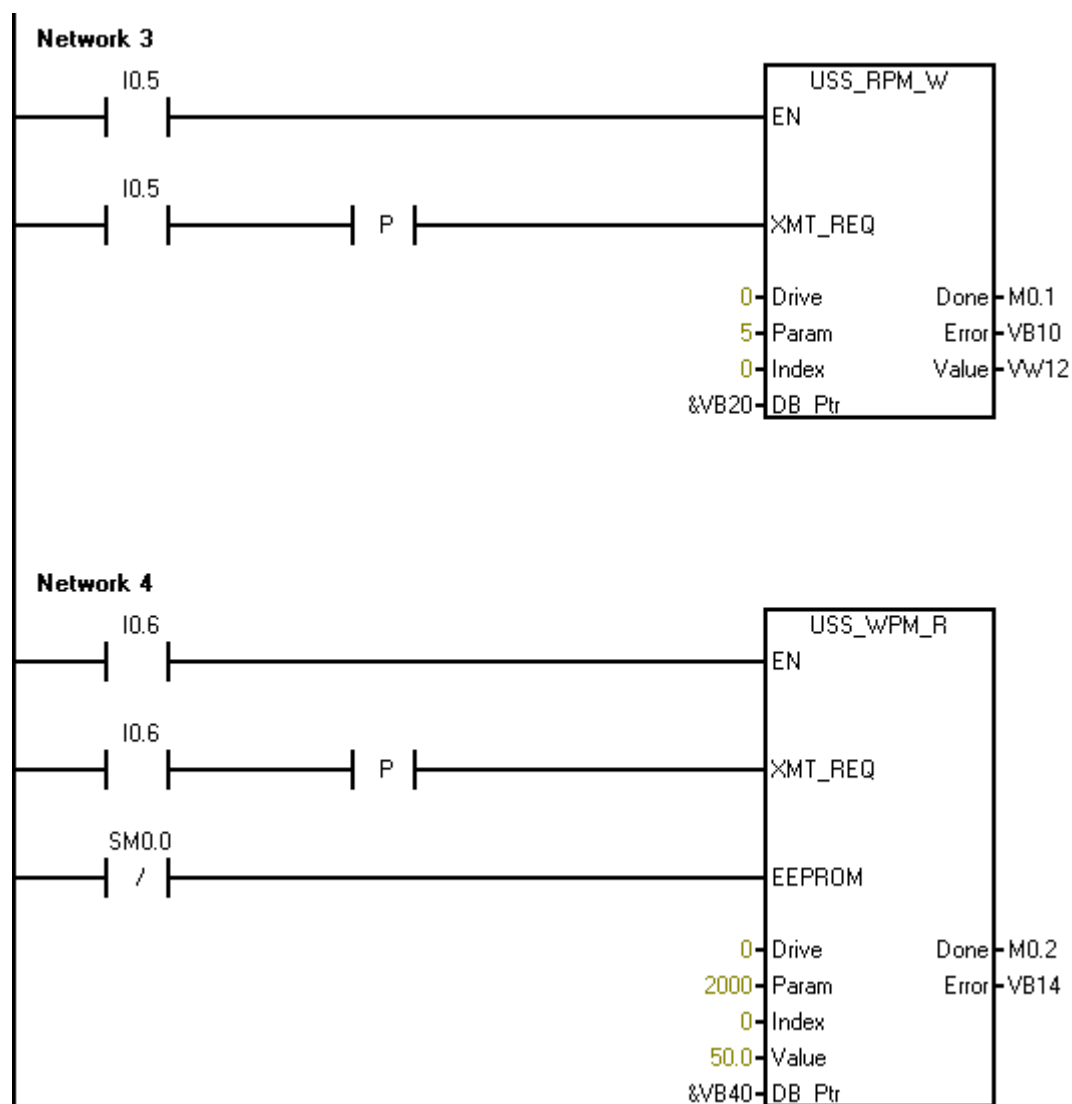 Network 3
I0.5 USS_RPM_W
EN
I0.5
P XMT_REQ
0 Drive Done M0.1
5 Param Error VB10
0 Index Value VW12
&VB20 DB_Ptr
Network 4
I0.6 USS_WPM_R
EN
I0.6
P XMT_REQ
SM0.0
/ EEPROM
0 Drive Done M0.2
2000 Param Error VB14
0 Index
50.0 Value
&VB40 DB_Ptr